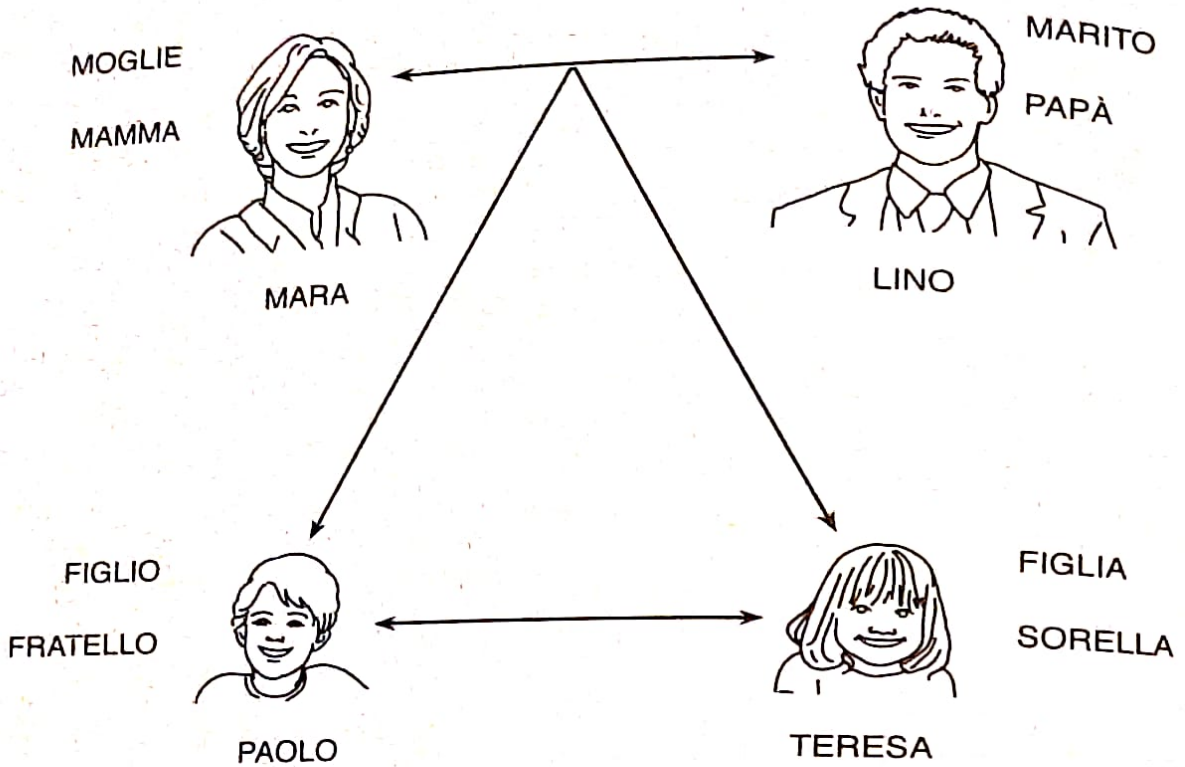 MOGLIE
MAMMA
MARA
MARITO
PAPÀ
LINO
FIGLIO
FRATELLO
PAOLO
FIGLIA
SORELLA
TERESA